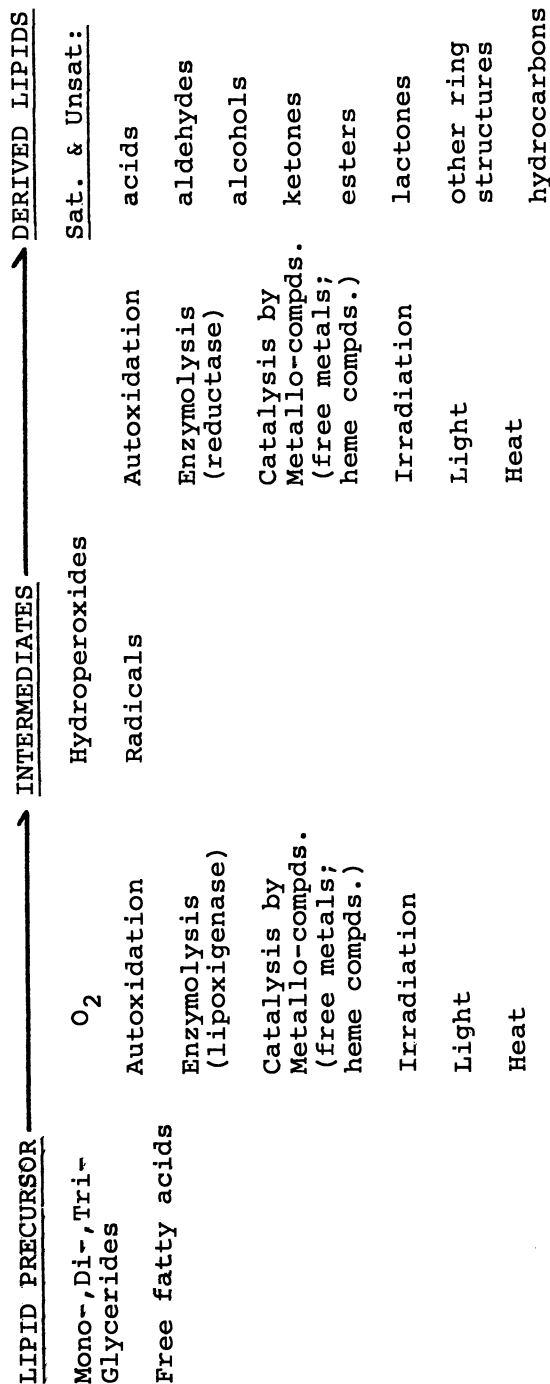 LIPID PRECURSOR
Mono-,Di-,Tri-
Glycerides
Free fatty acids
O2
Autoxidation
Enzymolysis
(lipoxigenase)
Catalysis by
Metallo-compds.
(free metals;
heme compds.)
Irradiation
Light
Heat
INTERMEDIATES
Hydroperoxides
Radicals
Autoxidation
Enzymolysis
(reductase)
Catalysis by
Metallo-compds.
(free metals;
heme compds.)
Irradiation
Light
Heat
DERIVED LIPIDS
Sat. & Unsat:
acids
aldehydes
alcohols
ketones
esters
lactones
other ring
structures
hydrocarbons